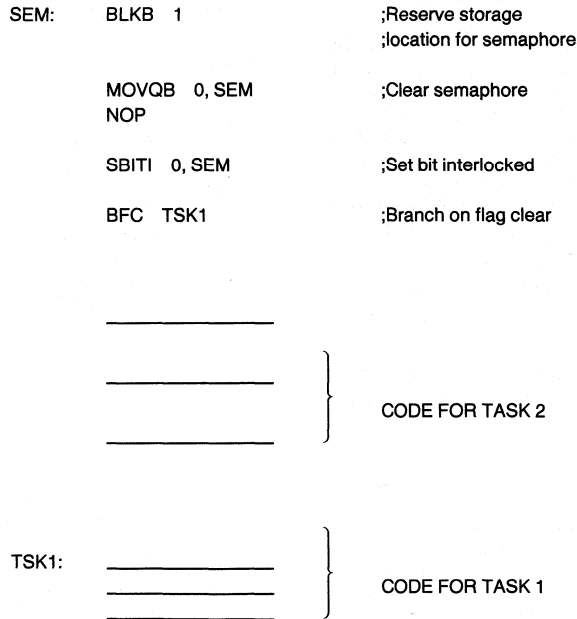 SEM: BLKB 1 ;Reserve storage
;location for semaphore
MOVQB 0, SEM ;Clear semaphore
NOP
SBITI 0, SEM ;Set bit interlocked
BFC TSK1 ;Branch on flag clear
CODE FOR TASK 2
TSK1:
CODE FOR TASK 1